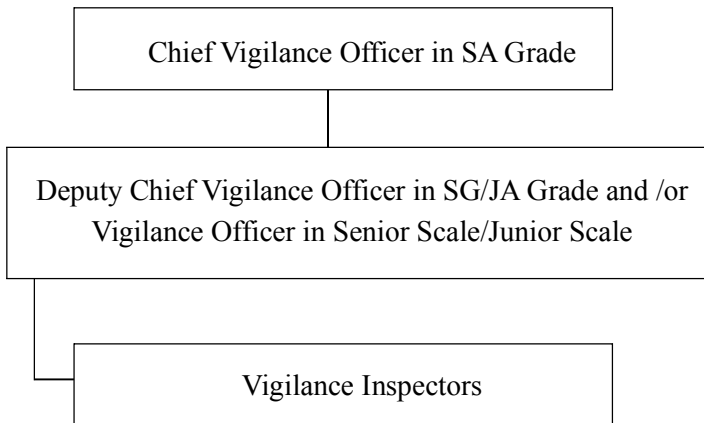 Chief Vigilance Officer in SA Grade
Deputy Chief Vigilance Officer in SG/JA Grade and /or
Vigilance Officer in Senior Scale/Junior Scale
Vigilance Inspectors